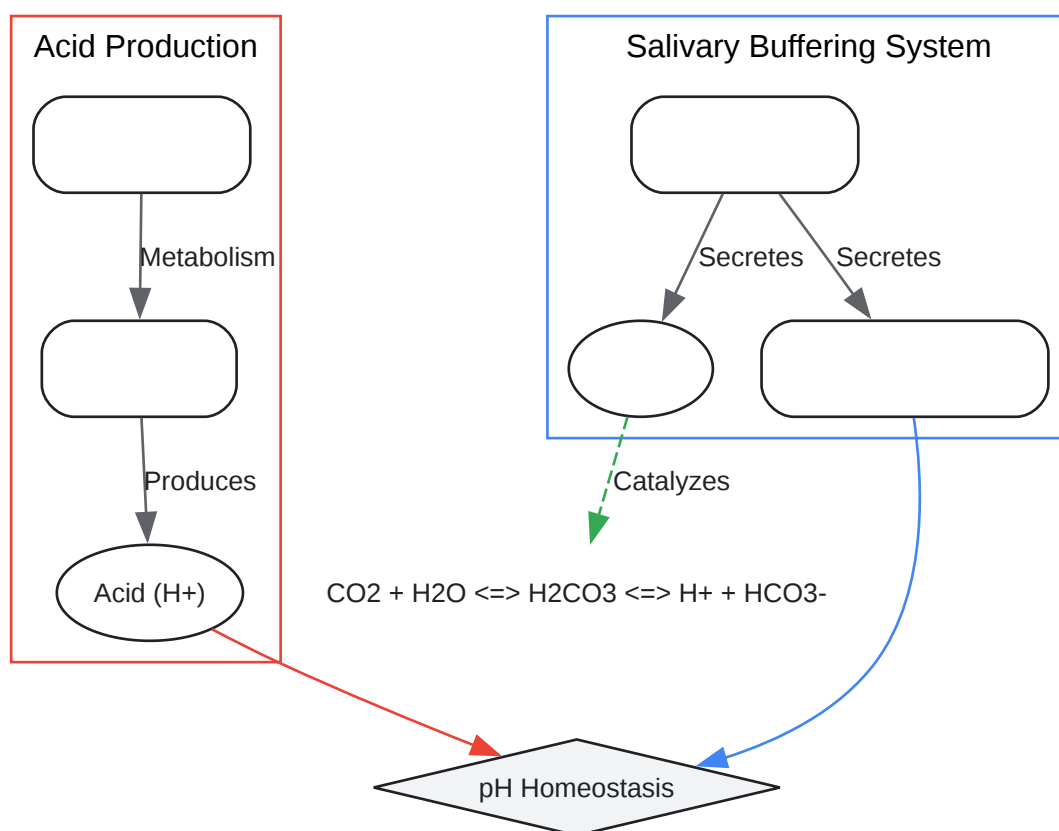 Acid Production
Salivary Buffering System
Metabolism
Secretes
Secretes
Produces
Catalyzes
Acid (H+)
CO2 + H2O <=> H2CO3 <=> H+ + HCO3-
pH Homeostasis